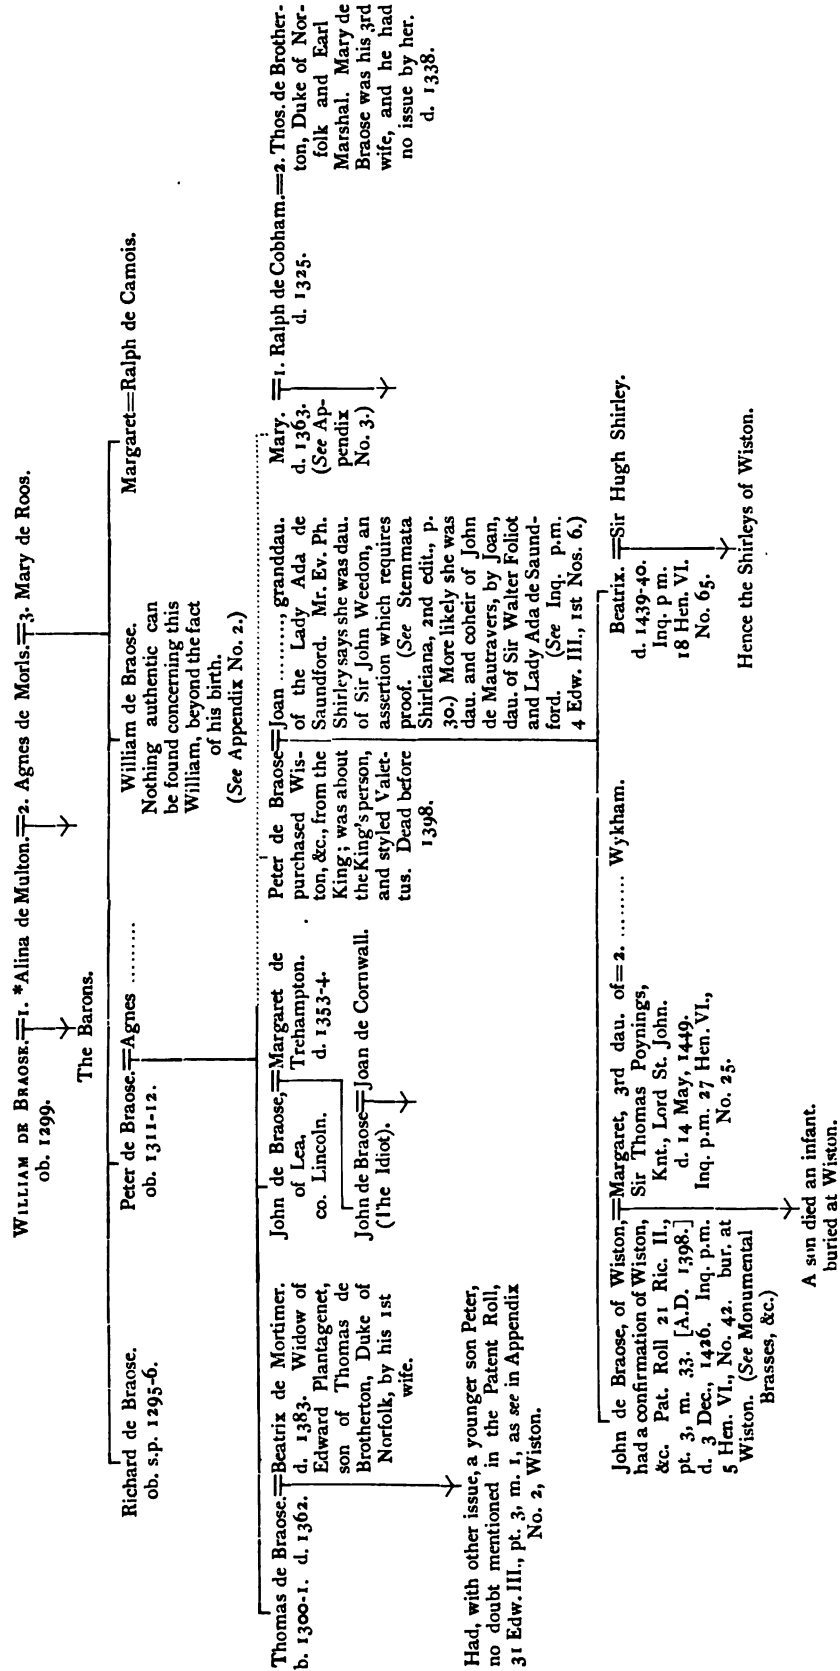 WILLIAM DE BRAOSE.=1. *Alina de Multon.=2. Agnes de Morls.=3. Mary de Roos.
ob. 1299.
The Barons.
Richard de Braose.
ob. s.p. 1295-6.
Peter de Braose.=Agnes .........
ob. 1311-12.
William de Braose.
Nothing authentic can
be found concerning this
William, beyond the fact
of his birth.
(See Appendix No. 2.)
Margaret=Ralph de Camois.
Thomas de Braose.=Beatrix de Mortimer.
b. 1300-1. d. 1362.
d. 1383. Widow of
Edward Plantagenet,
son of Thomas de
Brotherton, Duke of
Norfolk, by his 1st
wife.
Had, with other issue, a younger son Peter,
no doubt mentioned in the Patent Roll,
31 Edw. III., pt. 3, m. 1, as see in Appendix
No. 2, Wiston.
John de Braose,=Margaret de
of Lea,
co. Lincoln.
Trehampton.
d. 1353-4.
John de Braose=Joan de Cornwall.
(The Idiot).
Peter de Braose=Joan ........., granddau.
purchased Wis-
ton, &c., from the
King; was about
the King's person,
and styled Valet-
tus. Dead before
1398.
of the Lady Ada de
Saundford. Mr. Ev. Ph.
Shirley says she was dau.
of Sir John Weedon, an
assertion which requires
proof. (See Stemmata
Shirleiana, 2nd edit., p.
30.) More likely she was
dau. and coheir of John
de Mautravers, by Joan,
dau. of Sir Walter Foliot
and Lady Ada de Saund-
ford. (See Inq. p.m.
4 Edw. III., 1st Nos. 6.)
Mary. =1. Ralph de Cobham.=2. Thos. de Brother-
d. 1363.
(See Ap-
pendix
No. 3.)
d. 1325.
ton, Duke of Nor-
folk and Earl
Marshal. Mary de
Braose was his 3rd
wife, and he had
no issue by her.
d. 1338.
John de Braose, of Wiston,=Margaret, 3rd dau. of=2. ......... Wykham.
had a confirmation of Wiston,
&c. Pat. Roll 21 Ric. II.,
pt. 3, m. 33. [A.D. 1398.]
d. 3 Dec., 1426. Inq. p.m.
5 Hen. VI., No. 42. bur. at
Wiston. (See Monumental
Brasses, &c.)
Sir Thomas Poynings,
Knt., Lord St. John.
d. 14 May, 1449.
Inq. p.m. 27 Hen. VI.,
No. 25.
A son died an infant.
buried at Wiston.
Beatrix. =Sir Hugh Shirley.
d. 1439-40.
Inq. p m.
18 Hen. VI.
No. 65.
Hence the Shirleys of Wiston.